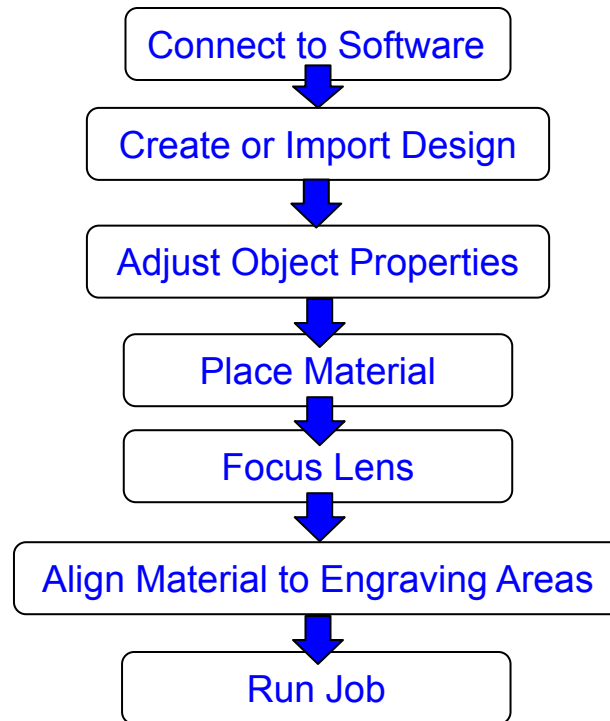 Connect to Software
Create or Import Design
Adjust Object Properties
Place Material
Focus Lens
Align Material to Engraving Areas
Run Job